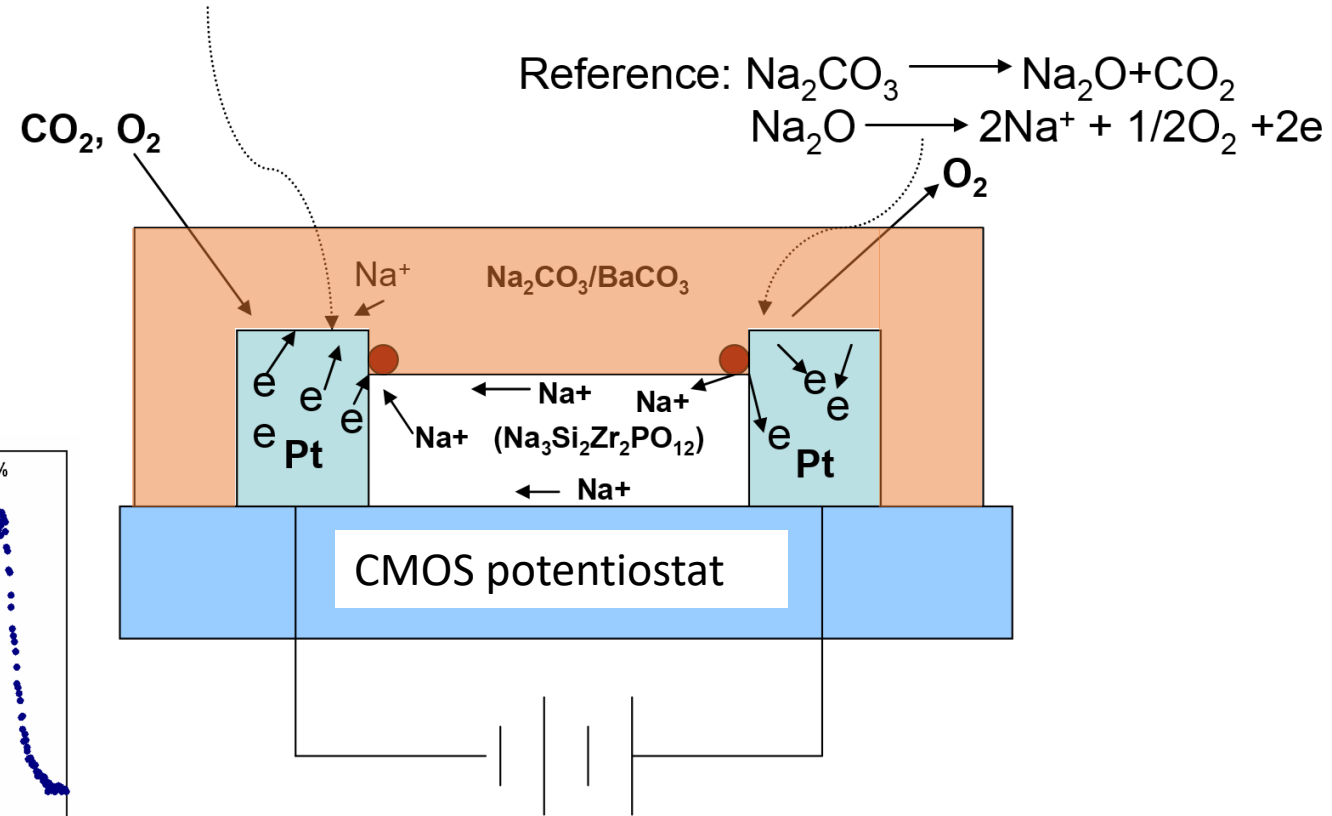 Reference: Na₂CO₃ → Na₂O+CO₂
Na₂O → 2Na⁺ + 1/2O₂ +2e
CO₂, O₂
O₂
Na⁺
Na₂CO₃/BaCO₃
e
e
e
e
Pt
Na+
Na+
Na+
(Na₃Si₂Zr₂PO₁₂)
Na+
e
e
e
Pt
%
CMOS potentiostat